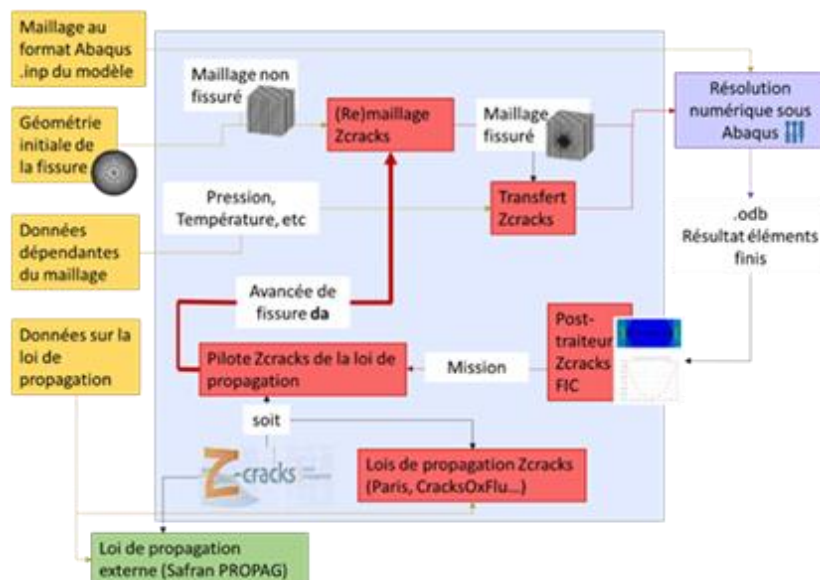 Maillage au
format Abaqus
.inp du modèle
Géométrie
initiale de
la fissure
Données
dépendantes
du maillage
Données sur la
loi de
propagation
Maillage non
fissuré
(Re)maillage
Zcracks
Maillage
fissuré
Résolution
numérique sous
Abaqus
Pression,
Température, etc
Transfert
Zcracks
.odb
Résultat éléments
finis
Avancée de
fissure da
Pilote Zcracks de la loi de
propagation
Mission
Post-
traiteur
Zcracks
FIC
soit
Z-cracks
Lois de propagation Zcracks
(Paris, CracksOxFlu...)
Loi de propagation
externe (Safran PROPAG)